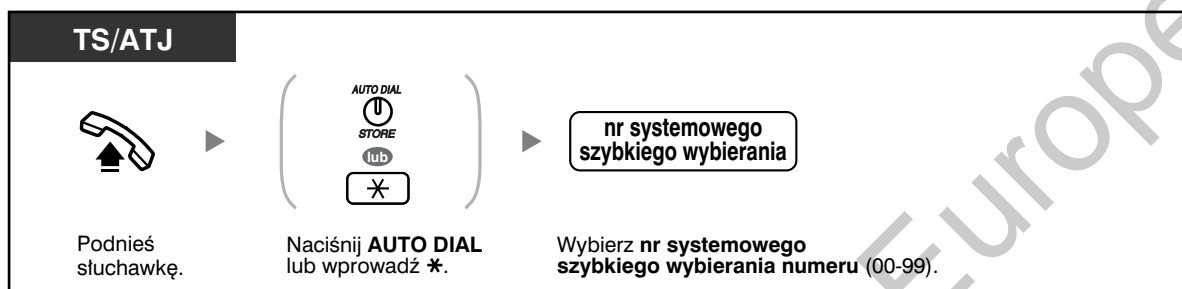 TS/ATJ
AUTO DIAL
STORE
lub
nr systemowego
szybkiego wybierania
Podnieś
słuchawkę.
Naciśnij AUTO DIAL
lub wprowadź *.
Wybierz nr systemowego
szybkiego wybierania numeru (00-99).